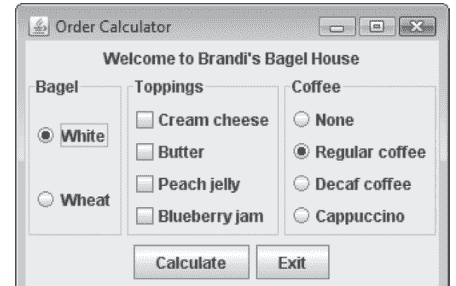 Order Calculator
Welcome to Brandi's Bagel House
Bagel
White
Wheat
Toppings
Cream cheese
Butter
Peach jelly
Blueberry jam
Coffee
None
Regular coffee
Decaf coffee
Cappuccino
Calculate
Exit